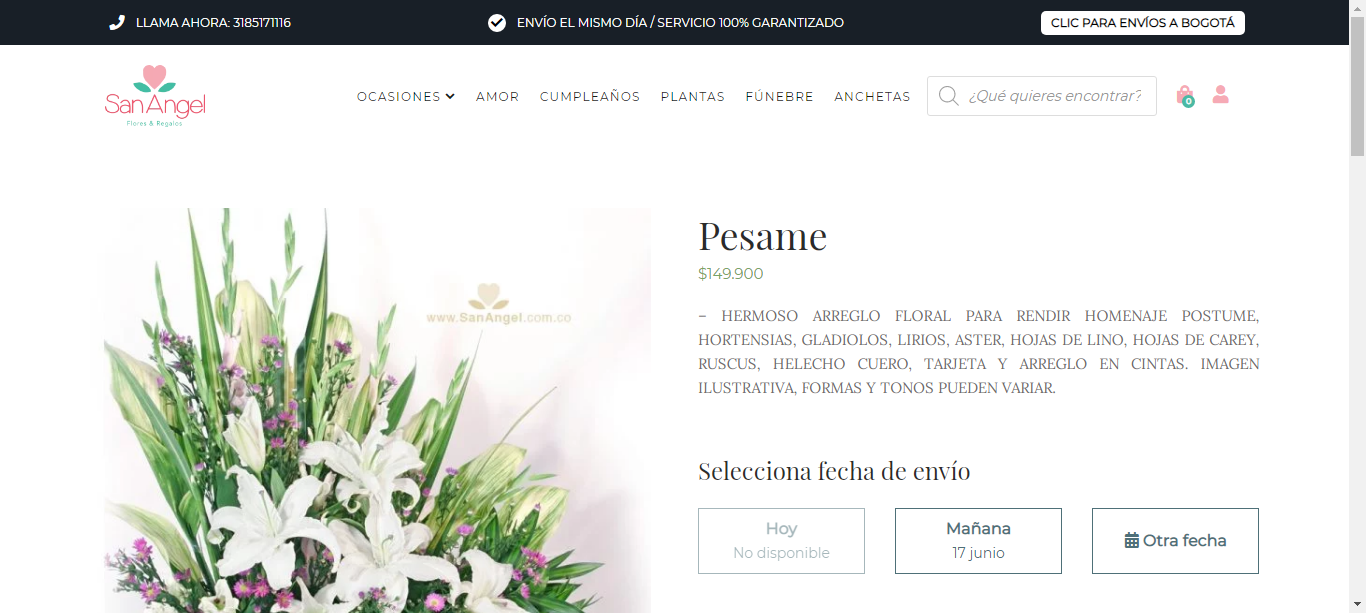 LLAMA AHORA: 3185171116
ENVÍO EL MISMO DÍA / SERVICIO 100% GARANTIZADO
CLIC PARA ENVÍOS A BOGOTÁ
SanAngel
Flores & Regalos
OCASIONES
AMOR
CUMPLEAÑOS
PLANTAS
FÚNEBRE
ANCHETAS
¿Qué quieres encontrar?
0
www.SanAngel.com.co
Pesame
$149.900
– HERMOSO ARREGLO FLORAL PARA RENDIR HOMENAJE POSTUME,
HORTENSIAS, GLADIOLOS, LIRIOS, ASTER, HOJAS DE LINO, HOJAS DE CAREY,
RUSCUS, HELECHO CUERO, TARJETA Y ARREGLO EN CINTAS. IMAGEN
ILUSTRATIVA, FORMAS Y TONOS PUEDEN VARIAR.
Selecciona fecha de envío
Hoy
No disponible
Mañana
17 junio
Otra fecha